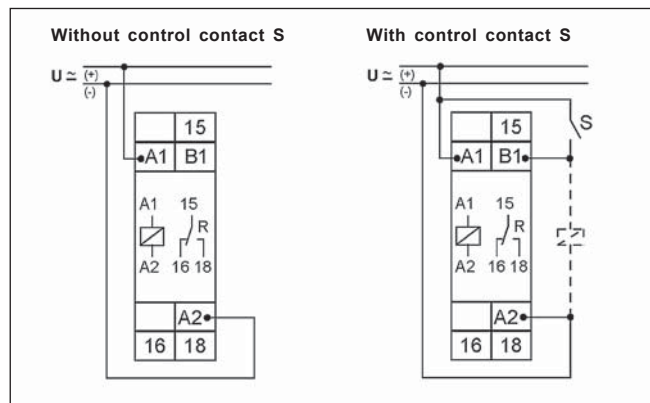 Without control contact S
With control contact S
U ≃ (+)
(-)
15
A1 B1
A1 15
R
A2 16 18
A2
16 18
U ≃ (+)
(-)
S
15
A1 B1
A1 15
R
A2 16 18
A2
16 18